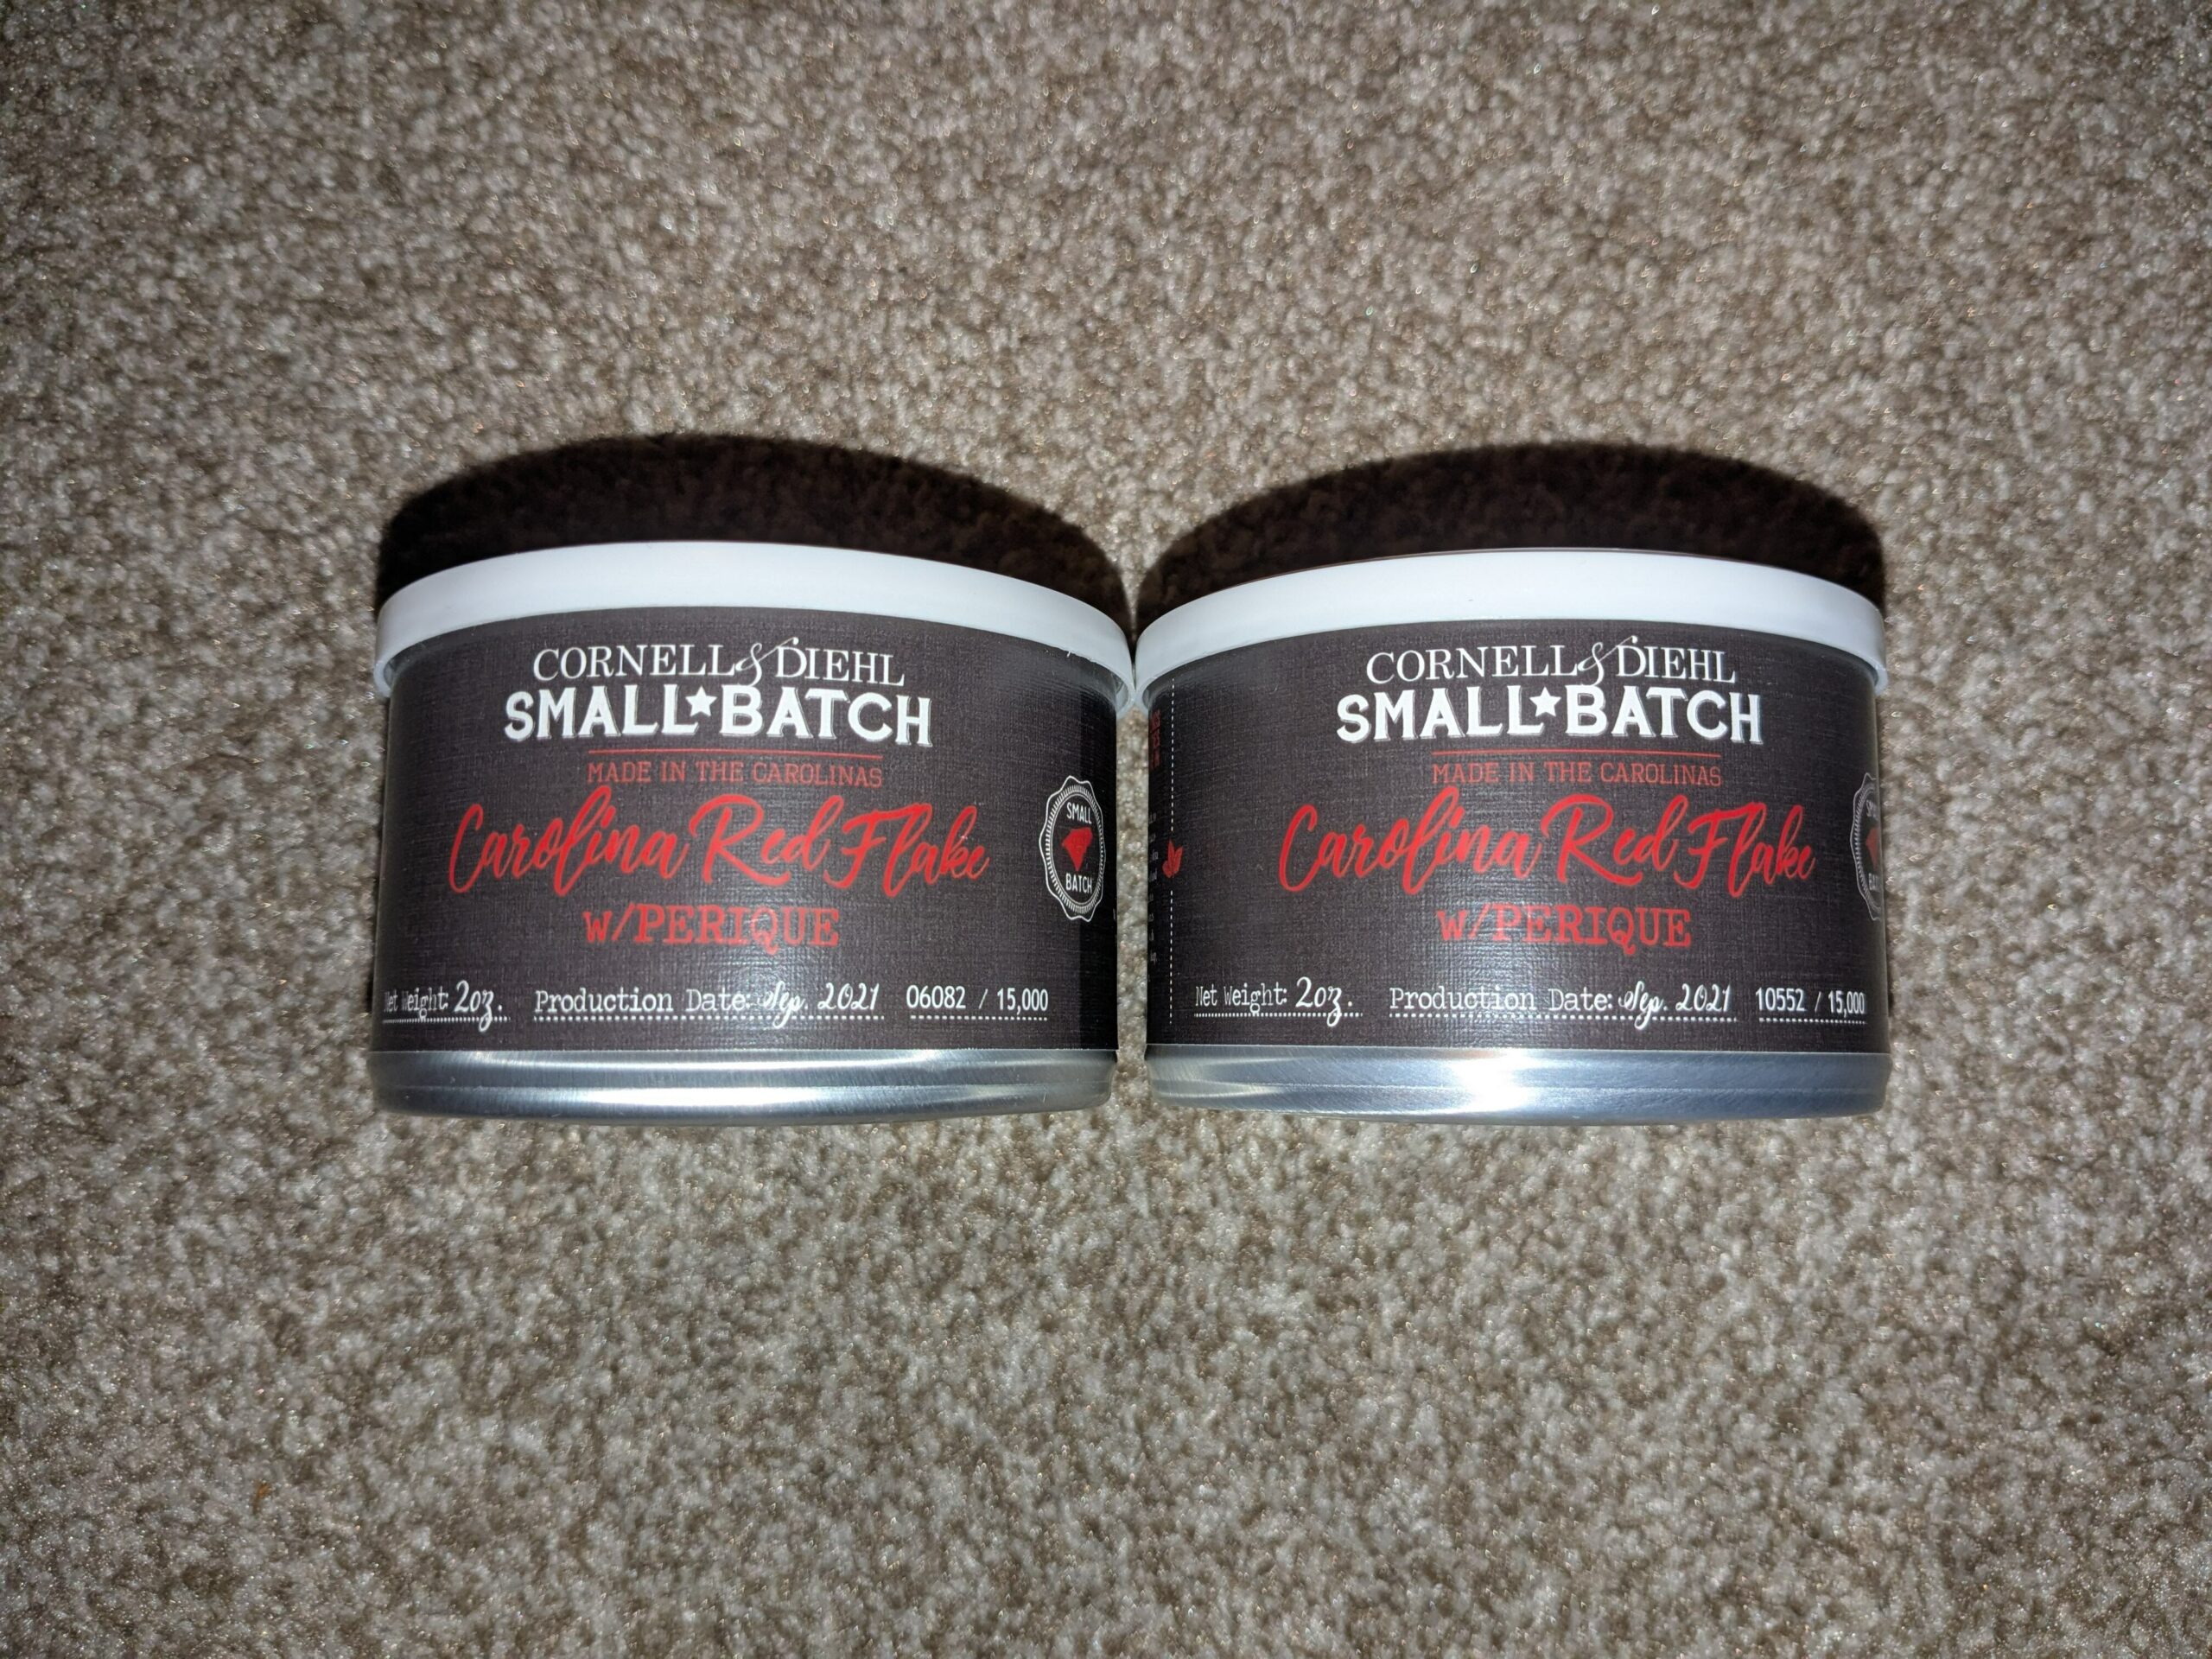 CORNELL & DIEHL
SMALL★BATCH
MADE IN THE CAROLINAS
Carolina Red Flake
w/PERIQUE
Net Weight: 2oz.
Production Date: Sep. 2021
06082 / 15,000
SMALL
BATCH
CORNELL & DIEHL
SMALL★BATCH
MADE IN THE CAROLINAS
Carolina Red Flake
w/PERIQUE
Net Weight: 2oz.
Production Date: Sep. 2021
10552 / 15,000